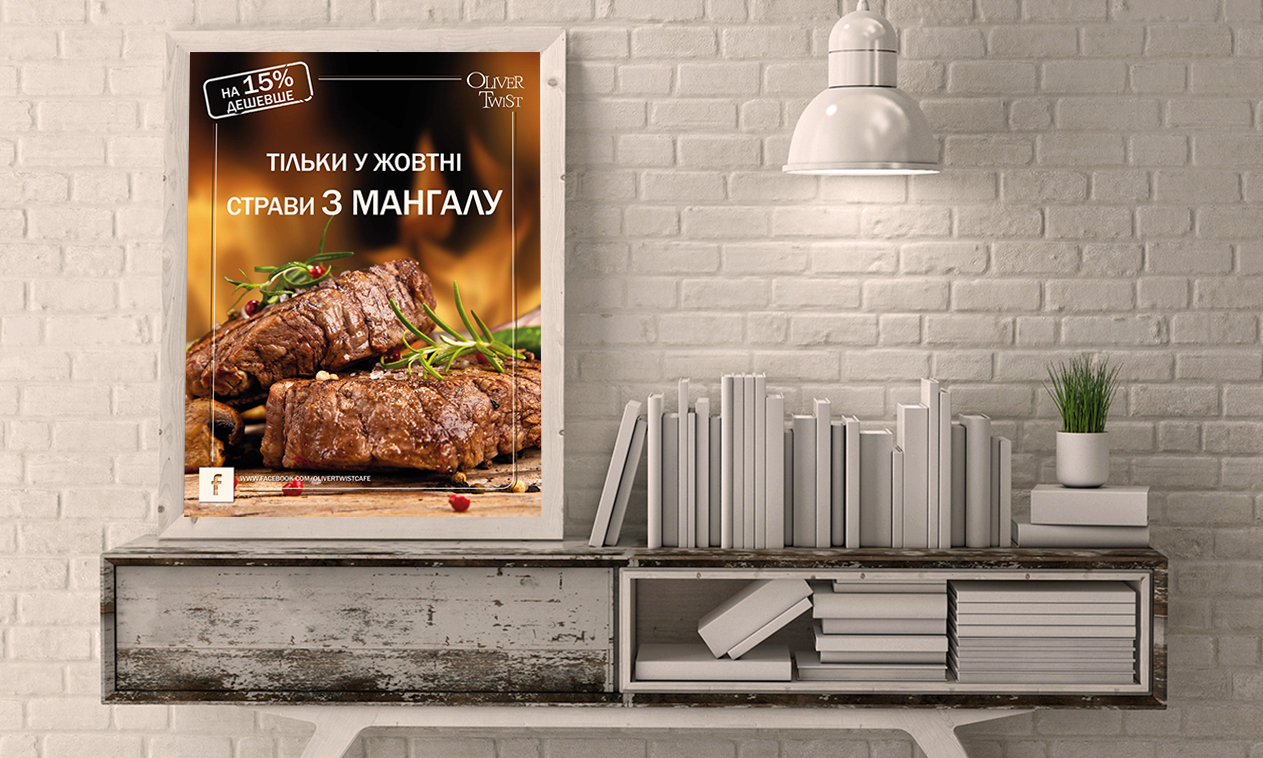 НА 15%
ДЕШЕВШЕ
OLIVER
TWIST
ТІЛЬКИ У ЖОВТНІ
СТРАВИ З МАНГАЛУ
f
WWW.FACEBOOK.COM/OLIVERTWISTCAFE